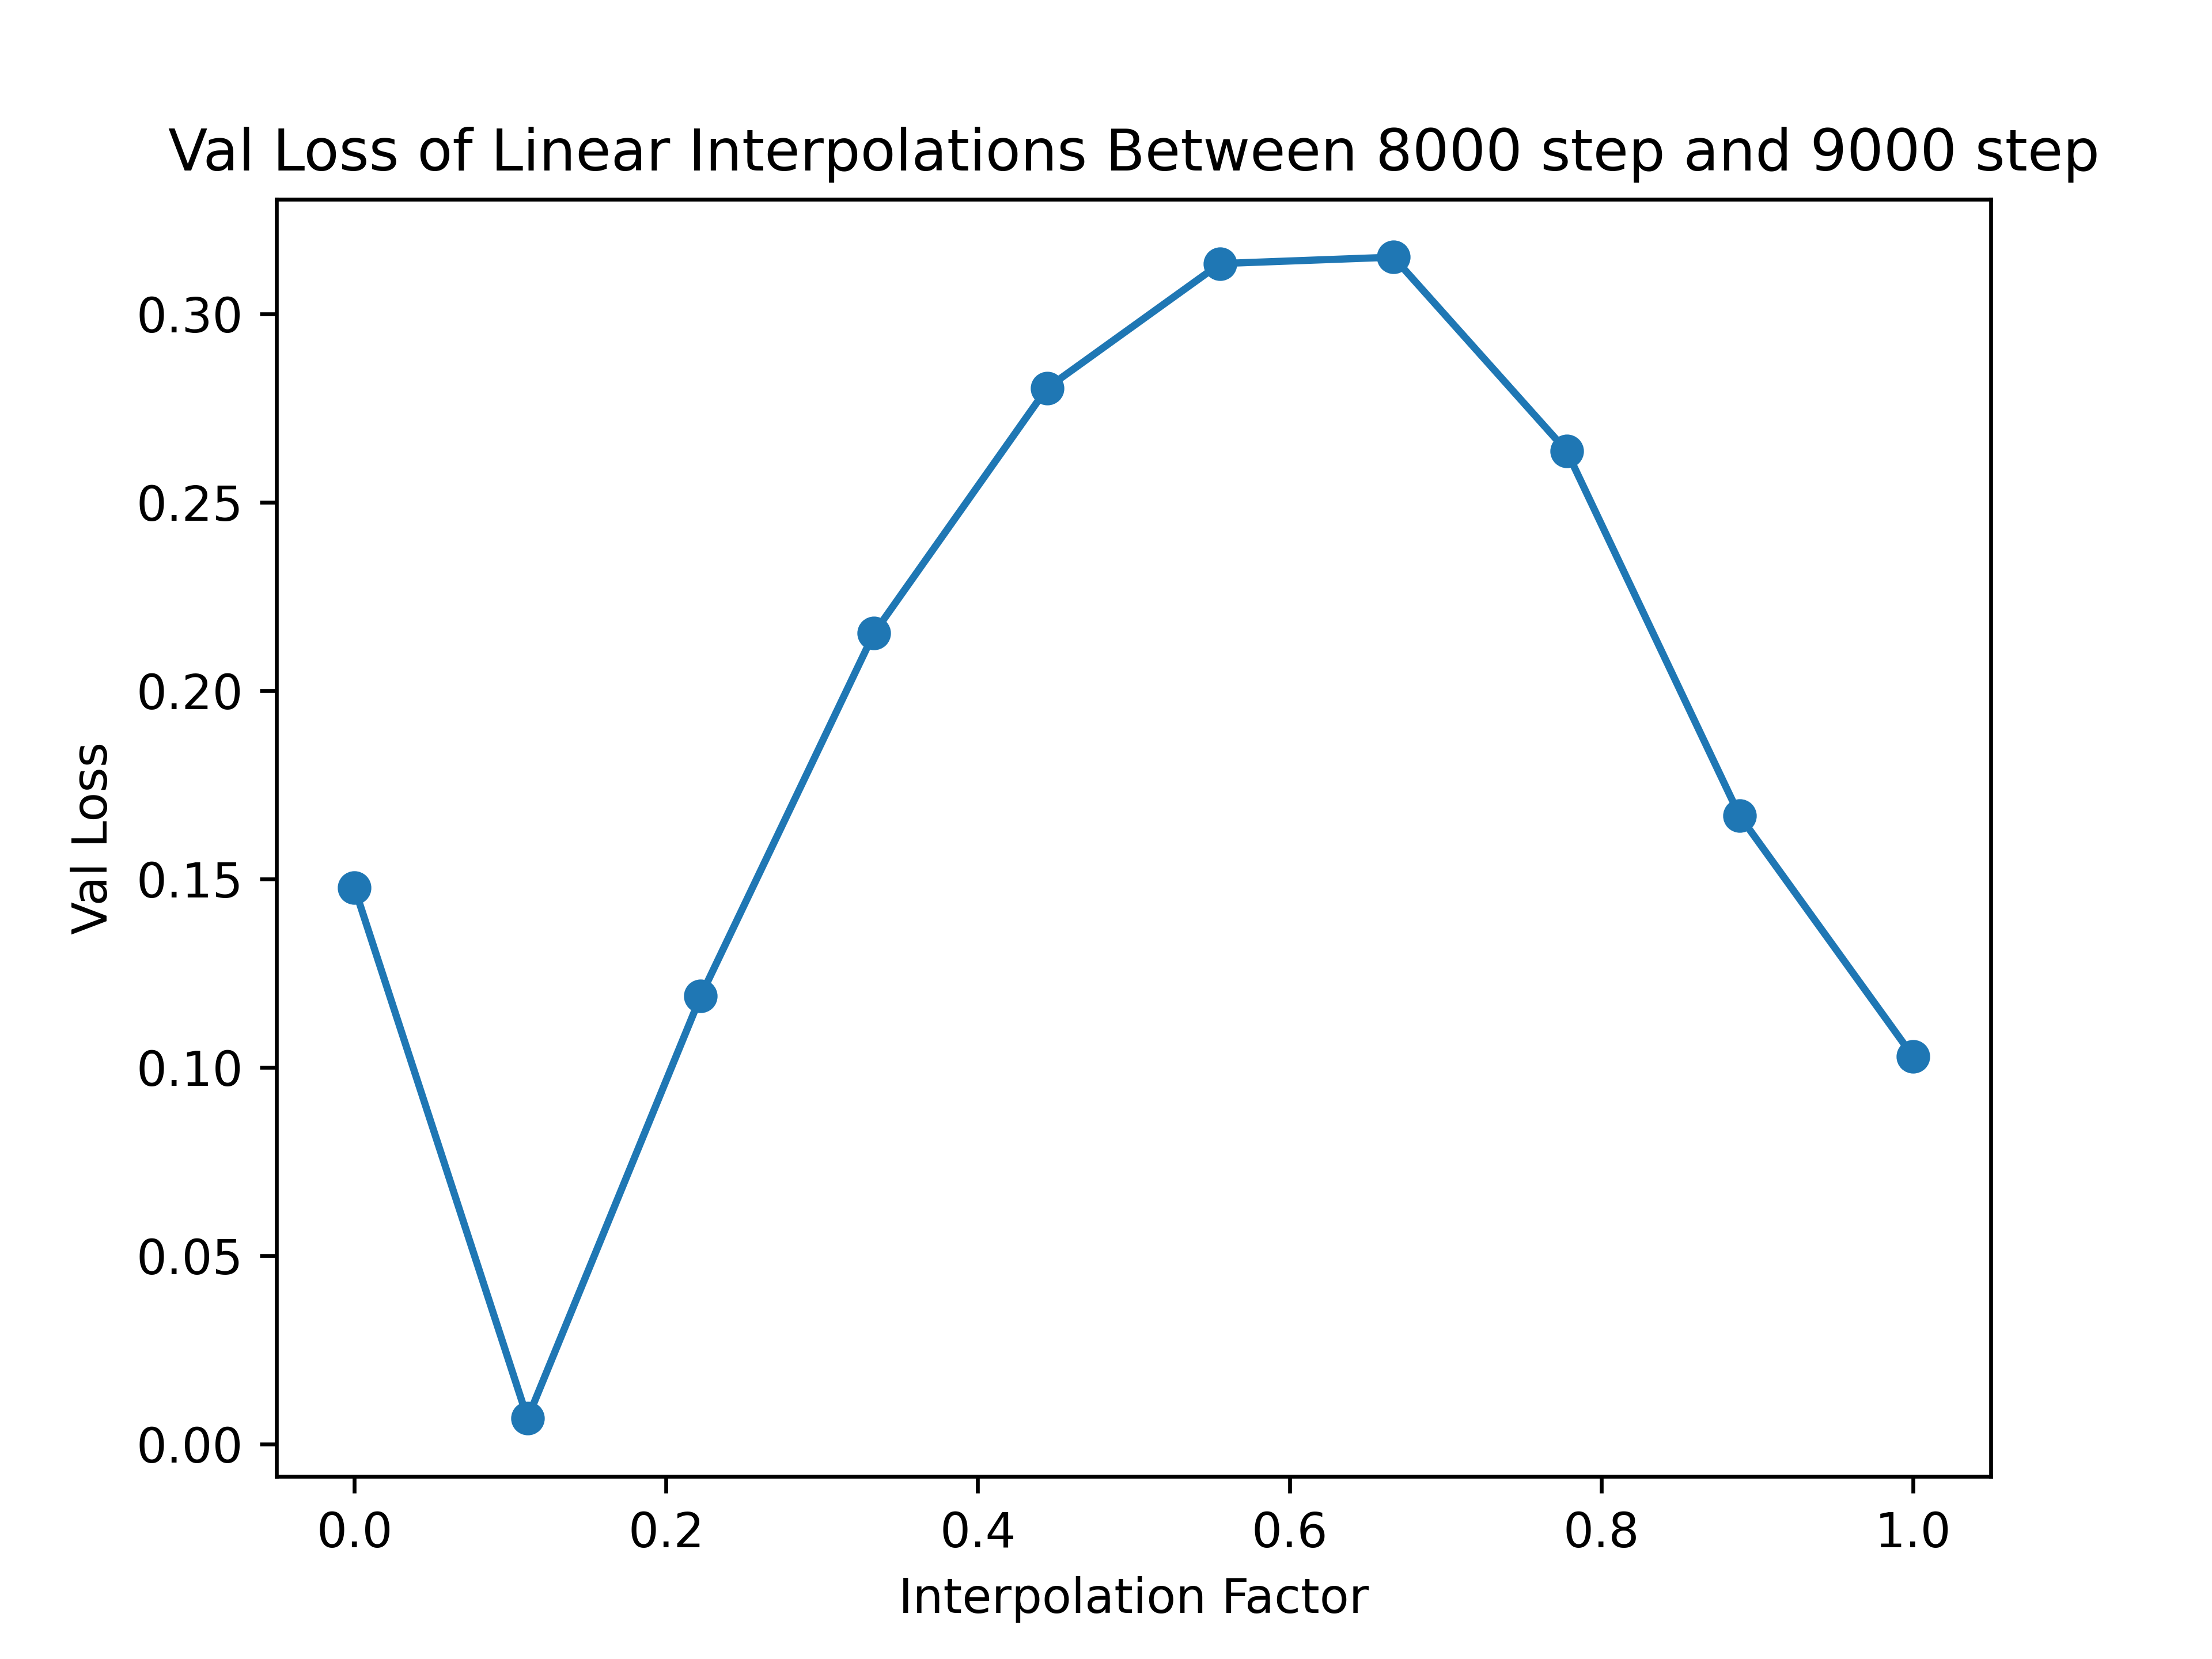 Val Loss of Linear Interpolations Between 8000 step and 9000 step
0.30
0.25
0.20
0.15
0.10
0.05
0.00
Val Loss
0.0 0.2 0.4 0.6 0.8 1.0
Interpolation Factor